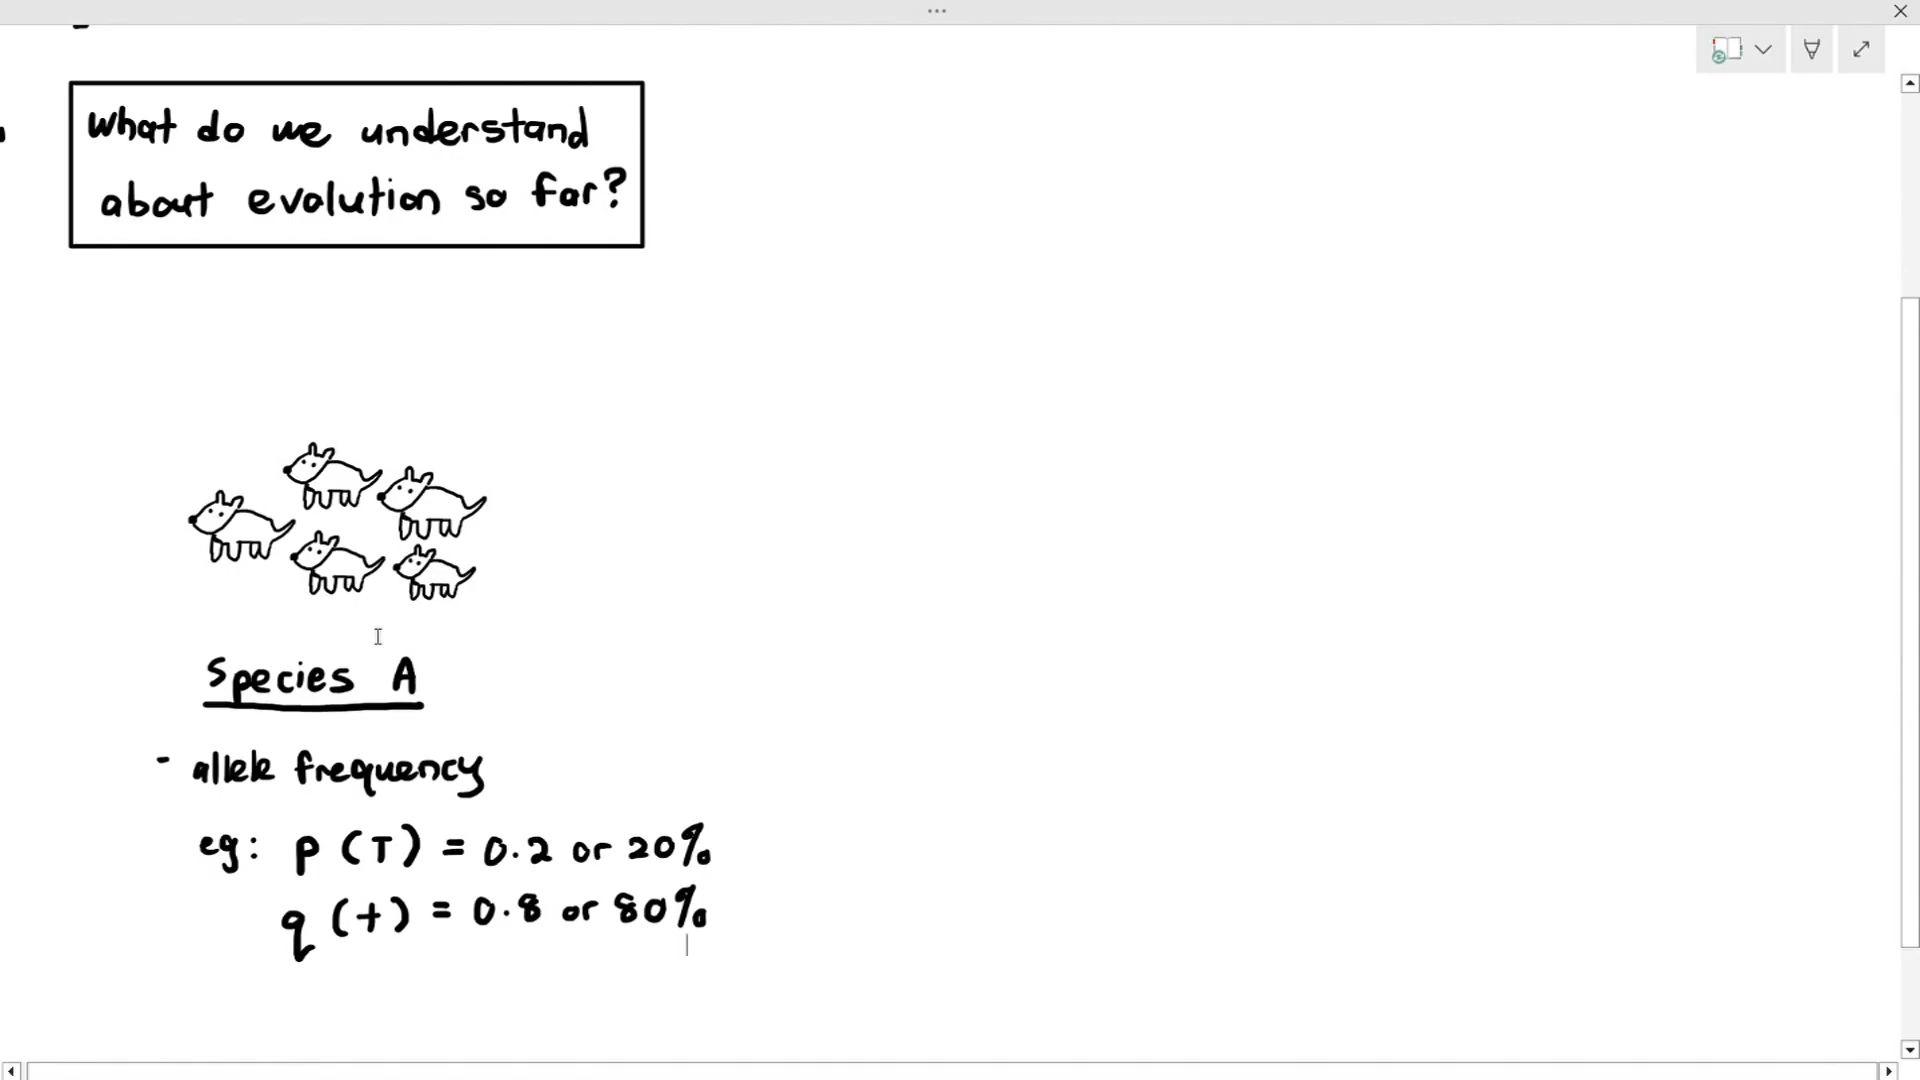 What do we understand
about evolution so far?
Species A
- allele frequency
eg: p (T) = 0.2 or 20%
q (t) = 0.8 or 80%